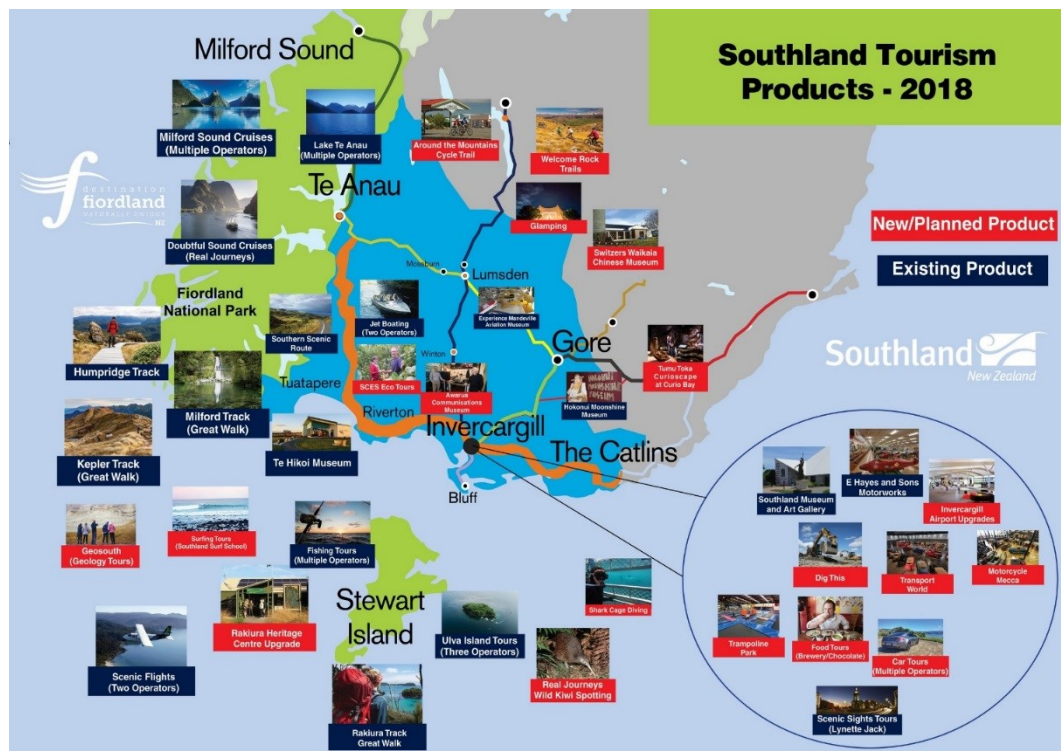 Southland Tourism
Products - 2018
Milford Sound
Milford Sound Cruises
(Multiple Operators)
Lake Te Anau
(Multiple Operators)
Around the Mountains
Cycle Trail
Welcome Rock
Trails
destination
fiordland
NZ
Te Anau
Doubtful Sound Cruises
(Real Journeys)
Glamping
Switzers Waikaia
Chinese Museum
New/Planned Product
Existing Product
Mossburn
Lumsden
Fiordland
National Park
Southern Scenic
Route
Jet Boating
(Two Operators)
Experience Mandeville
Aviation Museum
Gore
Southland
New Zealand
Humpridge Track
Milford Track
(Great Walk)
Tuatapere
SCES Eco Tours
Winton
Awarua
Communications
Museum
Hokonui Moonshine
Museum
Tumu Toka
Curioscape
at Curio Bay
Riverton
Invercargill
The Catlins
Te Hikoi Museum
Kepler Track
(Great Walk)
Bluff
Southland Museum
and Art Gallery
E Hayes and Sons
Motorworks
Invercargill
Airport Upgrades
Geosouth
(Geology Tours)
Surfing Tours
(Southland Surf School)
Fishing Tours
(Multiple Operators)
Dig This
Transport
World
Motorcycle
Mecca
Stewart
Island
Shark Cage Diving
Rakiura Heritage
Centre Upgrade
Ulva Island Tours
(Three Operators)
Trampoline
Park
Food Tours
(Brewery/Chocolate)
Car Tours
(Multiple Operators)
Scenic Flights
(Two Operators)
Real Journeys
Wild Kiwi Spotting
Rakiura Track
Great Walk
Scenic Sights Tours
(Lynette Jack)